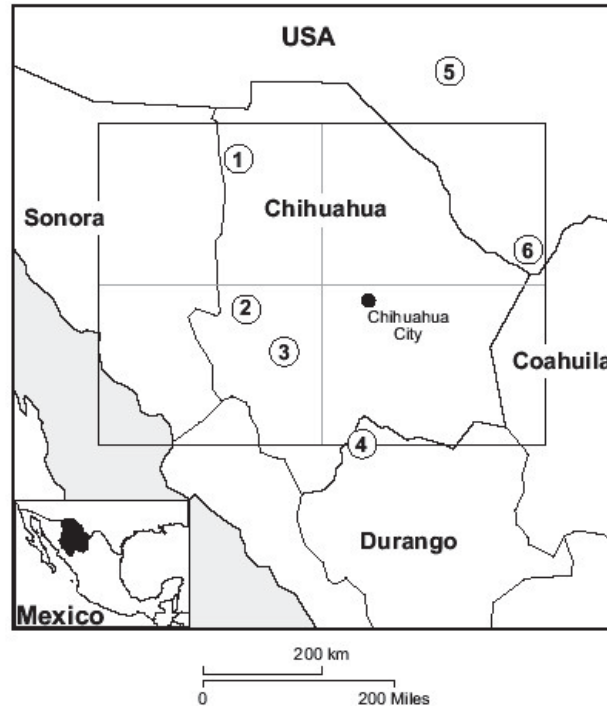 USA
5
1
Sonora
Chihuahua
6
2
Chihuahua
City
3
Coahuila
4
Durango
Mexico
200 km
0
200 Miles